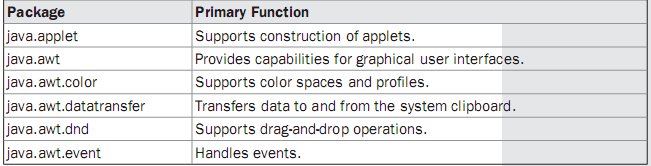 Package Primary Function
java.applet Supports construction of applets.
java.awt Provides capabilities for graphical user interfaces.
java.awt.color Supports color spaces and profiles.
java.awt.datatransfer Transfers data to and from the system clipboard.
java.awt.dnd Supports drag-and-drop operations.
java.awt.event Handles events.